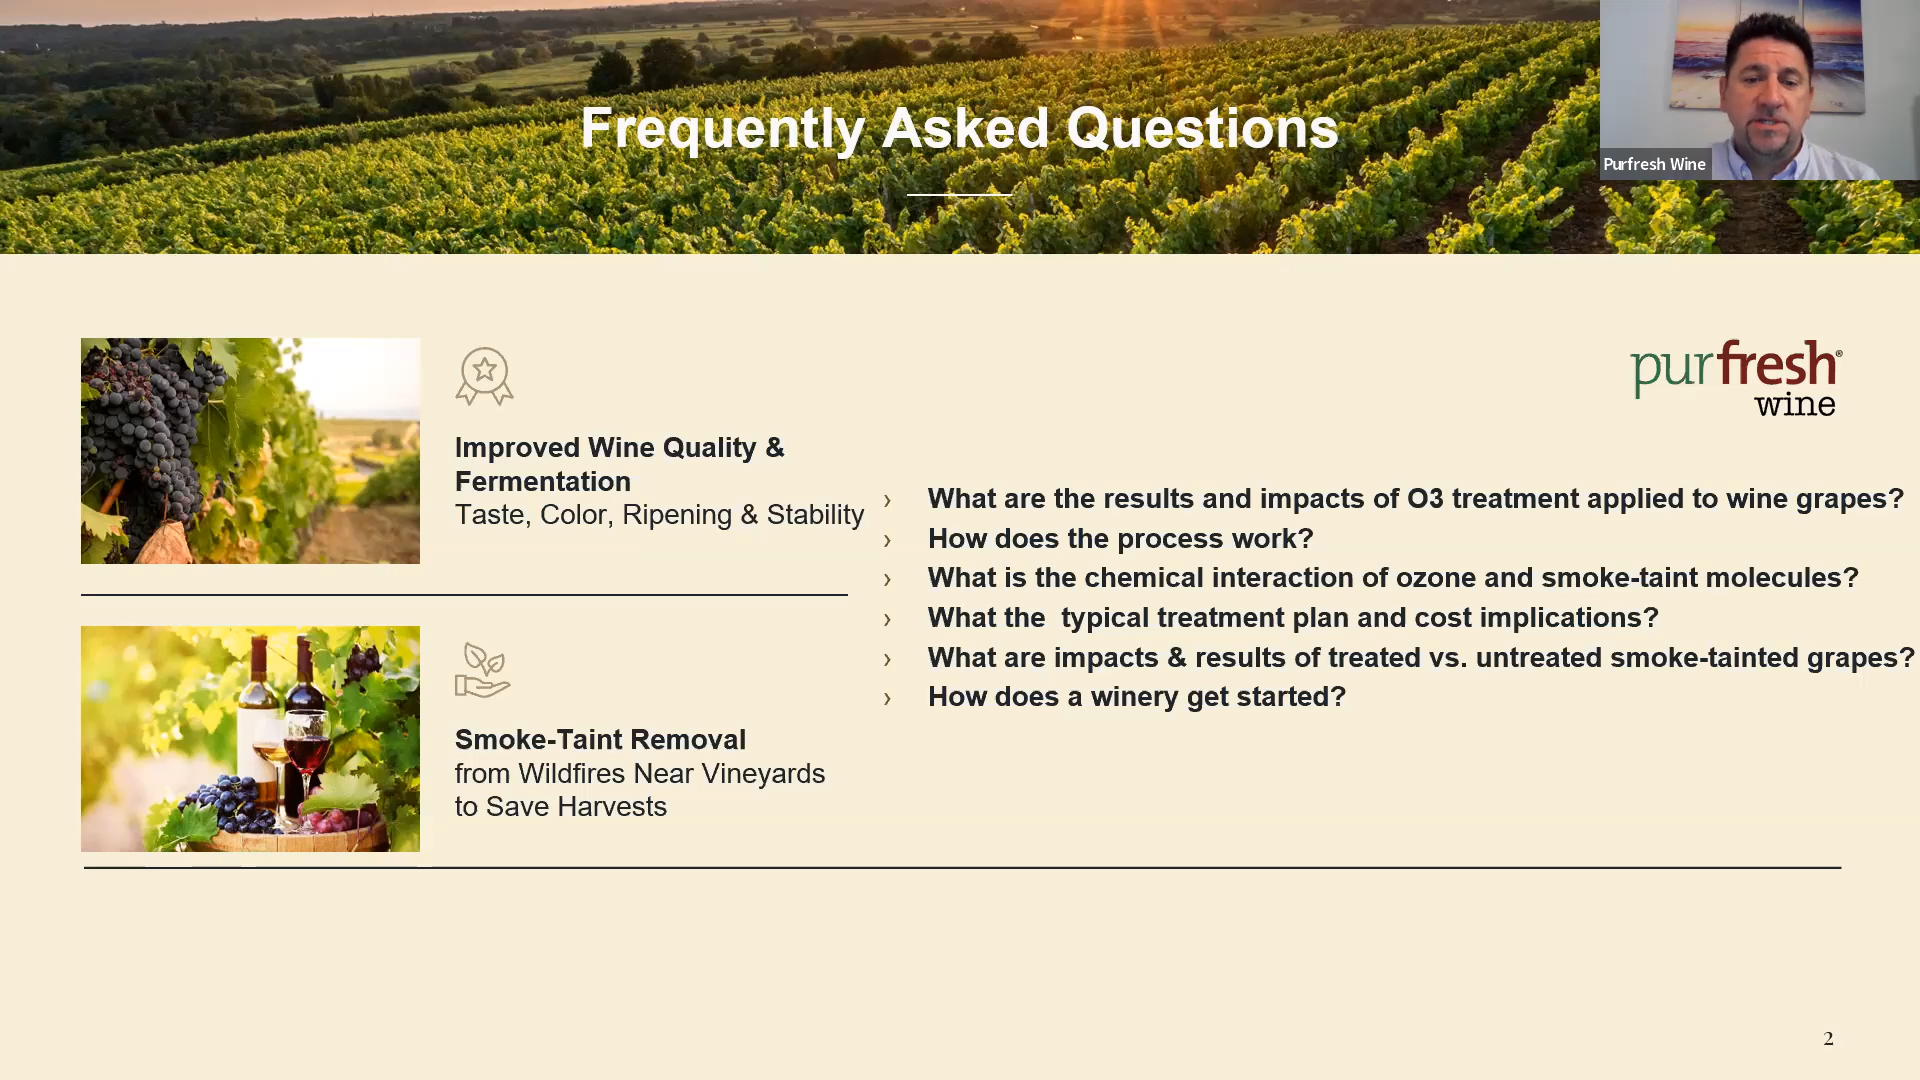 Frequently Asked Questions
Purfresh Wine
purfresh®
wine
Improved Wine Quality &
Fermentation
Taste, Color, Ripening & Stability
Smoke-Taint Removal
from Wildfires Near Vineyards
to Save Harvests
› What are the results and impacts of O3 treatment applied to wine grapes?
› How does the process work?
› What is the chemical interaction of ozone and smoke-taint molecules?
› What the  typical treatment plan and cost implications?
› What are impacts & results of treated vs. untreated smoke-tainted grapes?
› How does a winery get started?
2